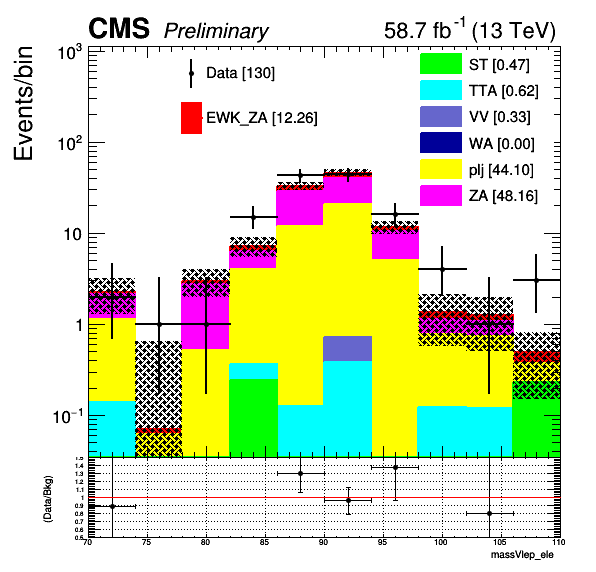 CMS Preliminary 58.7 fb⁻¹ (13 TeV)
Events/bin
10³
10²
10
1
10⁻¹
Data [130]
EWK_ZA [12.26]
ST [0.47]
TTA [0.62]
VV [0.33]
WA [0.00]
plj [44.10]
ZA [48.16]
(Data/Bkg)
1.5
1.4
1.3
1.2
1.1
1
0.9
0.8
0.7
0.6
0.5
70 75 80 85 90 95 100 105 110
massVlep_ele